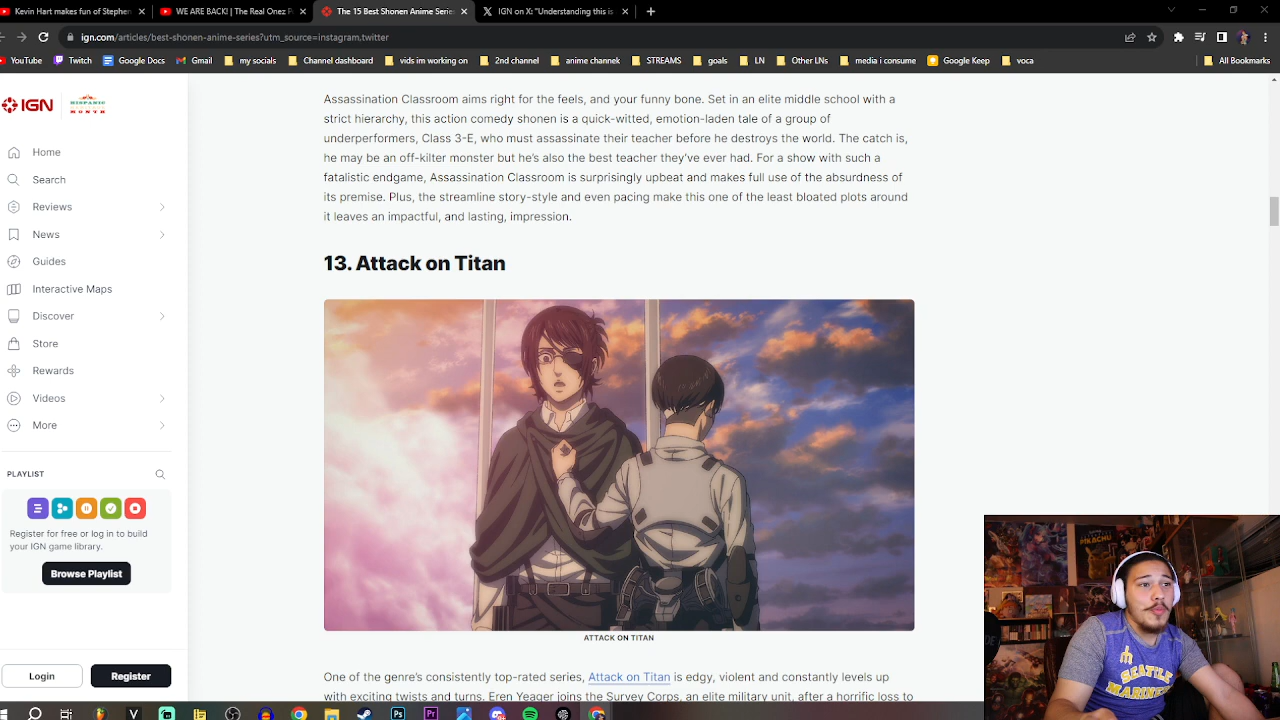 Kevin Hart makes fun of Stephen
WE ARE BACK! | The Real Onez P
The 15 Best Shonen Anime Series
IGN on X: "Understanding this is
ign.com/articles/best-shonen-anime-series?utm_source=instagram,twitter
YouTube
Twitch
Google Docs
Gmail
my socials
Channel dashboard
vids im working on
2nd channel
anime channel
STREAMS
goals
LN
Other LNs
media i consume
Google Keep
voca
All Bookmarks
IGN
HISPANIC
MONTH
Home
Search
Reviews
News
Guides
Interactive Maps
Discover
Store
Rewards
Videos
More
PLAYLIST
Register for free or log in to build
your IGN game library.
Browse Playlist
Login
Register
Assassination Classroom aims right for the feels, and your funny bone. Set in an elite middle school with a
strict hierarchy, this action comedy shonen is a quick-witted, emotion-laden tale of a group of
underperformers, Class 3-E, who must assassinate their teacher before he destroys the world. The catch is,
he may be an off-kilter monster but he's also the best teacher they've ever had. For a show with such a
fatalistic endgame, Assassination Classroom is surprisingly upbeat and makes full use of the absurdness of
its premise. Plus, the streamline story-style and even pacing make this one of the least bloated plots around
it leaves an impactful, and lasting, impression.
13. Attack on Titan
ATTACK ON TITAN
One of the genre's consistently top-rated series, Attack on Titan is edgy, violent and constantly levels up
with exciting twists and turns. Eren Yeager joins the Survey Corps, an elite military unit, after a horrific loss to
PIKACHU
SEATTLE
MARINERS